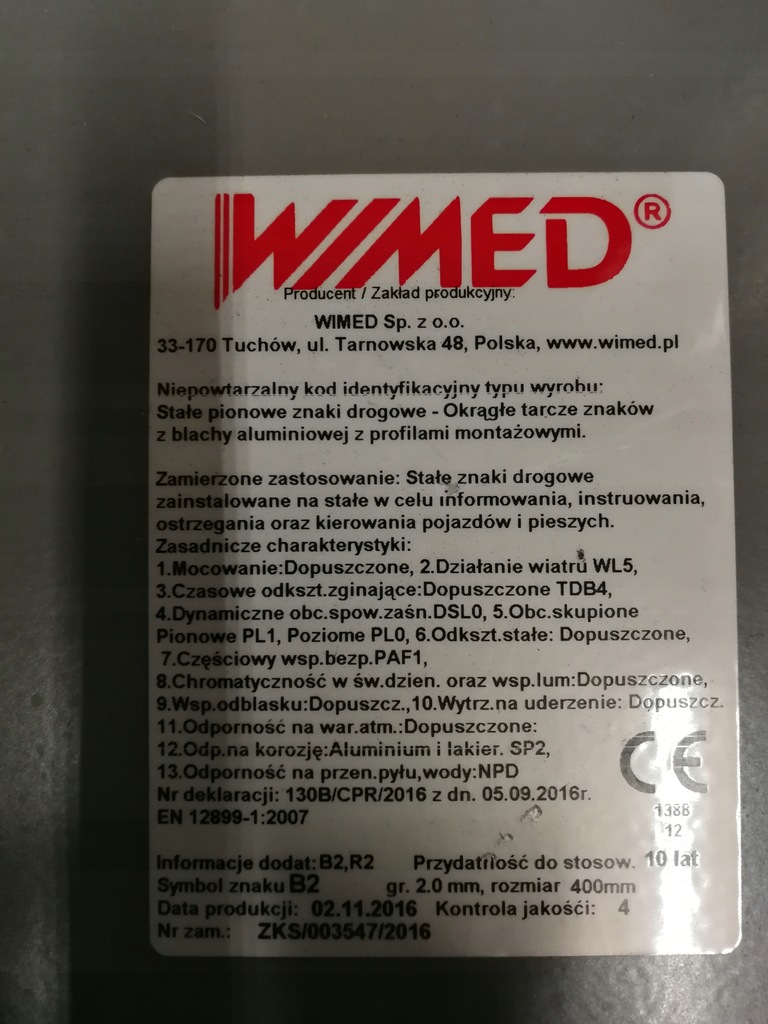 WIMED®
Producent / Zakład produkcyjny:
WIMED Sp. z o.o.
33-170 Tuchów, ul. Tarnowska 48, Polska, www.wimed.pl
Niepowtarzalny kod identyfikacyjny typu wyrobu:
Stałe pionowe znaki drogowe - Okrągłe tarcze znaków
z blachy aluminiowej z profilami montażowymi.
Zamierzone zastosowanie: Stałe znaki drogowe
zainstalowane na stałe w celu informowania, instruowania,
ostrzegania oraz kierowania pojazdów i pieszych.
Zasadnicze charakterystyki:
1.Mocowanie:Dopuszczone, 2.Działanie wiatru WL5,
3.Czasowe odkszt.zginające:Dopuszczone TDB4,
4.Dynamiczne obc.spow.zaśn.DSL0, 5.Obc.skupione
Pionowe PL1, Poziome PL0, 6.Odkszt.stałe: Dopuszczone,
7.Częściowy wsp.bezp.PAF1,
8.Chromatyczność w św.dzien. oraz wsp.lum:Dopuszczone,
9.Wsp.odblasku:Dopuszcz.,10.Wytrz.na uderzenie: Dopuszcz.
11.Odporność na war.atm.:Dopuszczone:
12.Odp.na korozję:Aluminium i lakier. SP2,
13.Odporność na przen.pyłu,wody:NPD
Nr deklaracji: 130B/CPR/2016 z dn. 05.09.2016r.
EN 12899-1:2007
CE
1388
12
Informacje dodat: B2,R2 Przydatność do stosow. 10 lat
Symbol znaku B2 gr. 2.0 mm, rozmiar 400mm
Data produkcji: 02.11.2016 Kontrola jakośći: 4
Nr zam.: ZKS/003547/2016